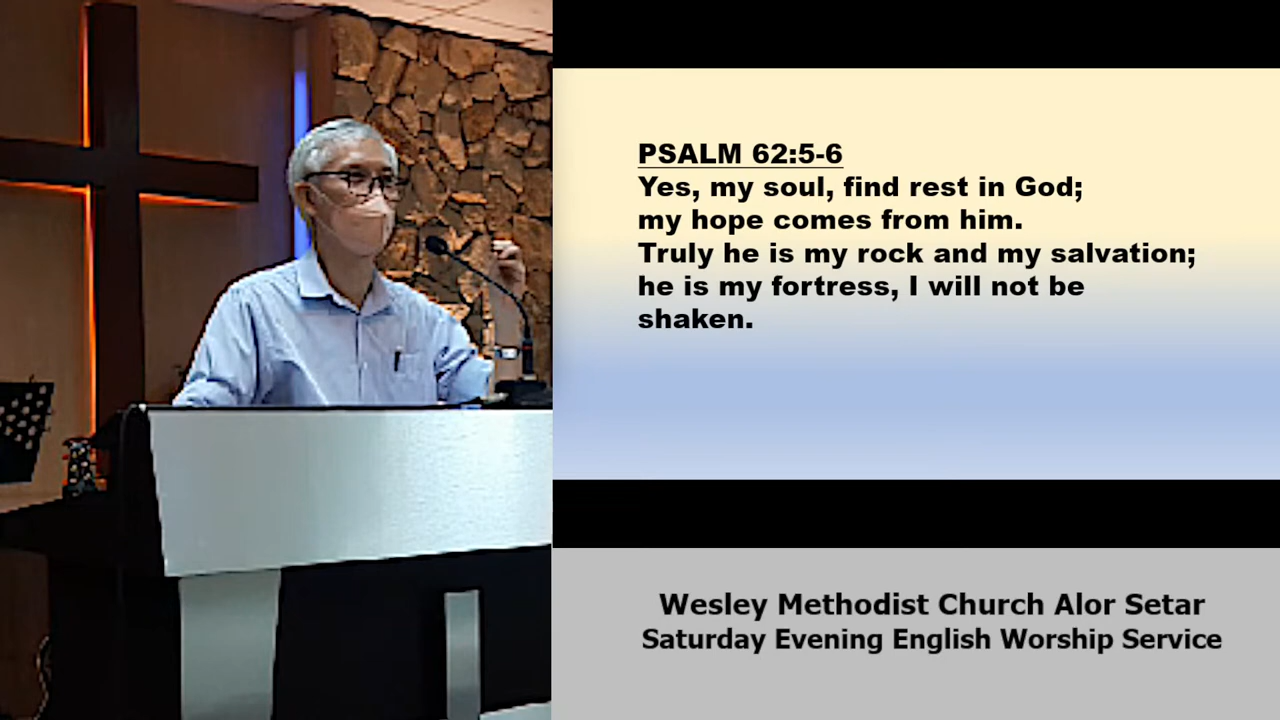 PSALM 62:5-6
Yes, my soul, find rest in God;
my hope comes from him.
Truly he is my rock and my salvation;
he is my fortress, I will not be
shaken.
Wesley Methodist Church Alor Setar
Saturday Evening English Worship Service